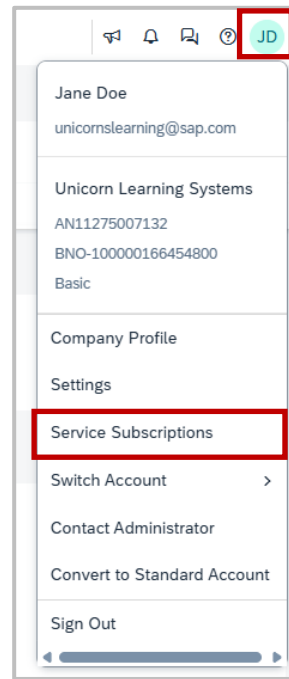 JD
Jane Doe
unicornslearning@sap.com
Unicorn Learning Systems
AN11275007132
BNO-100000166454800
Basic
Company Profile
Settings
Service Subscriptions
Switch Account
Contact Administrator
Convert to Standard Account
Sign Out